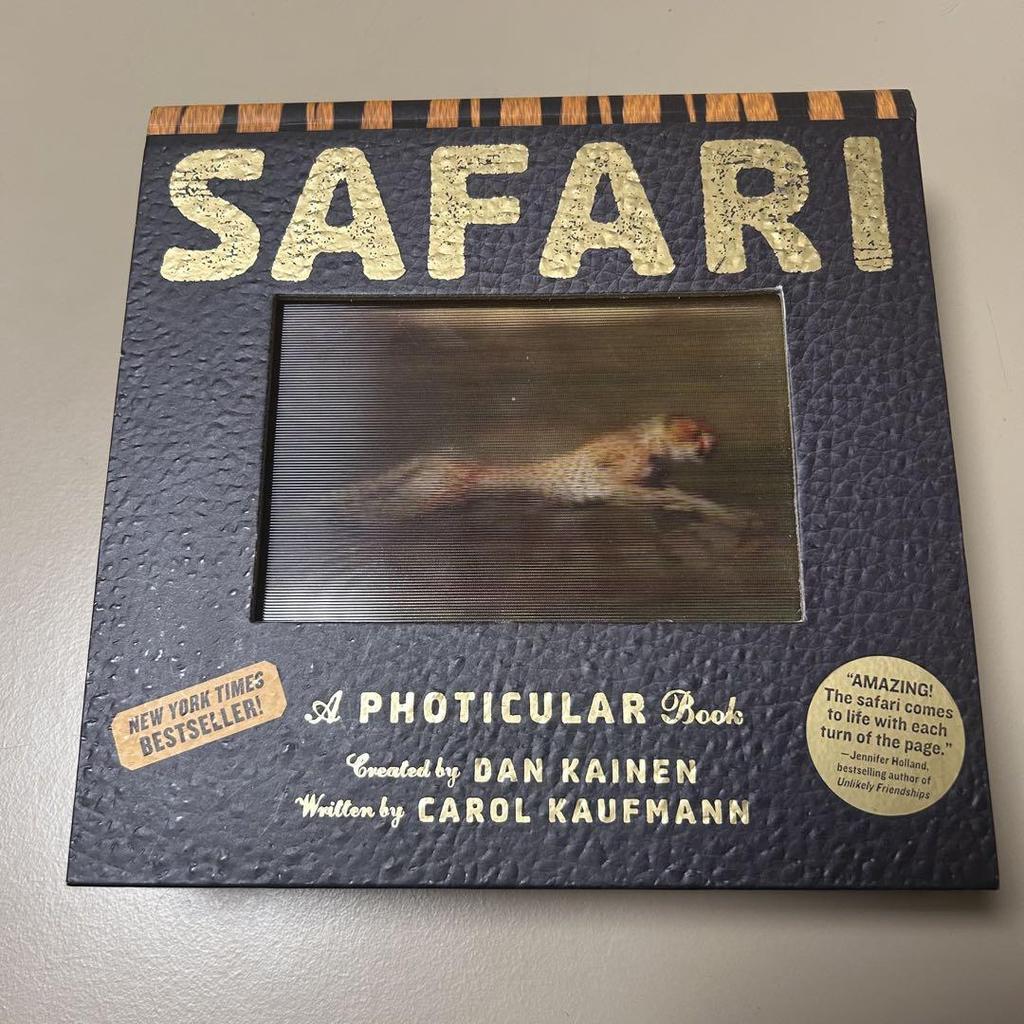 SAFARI
NEW YORK TIMES
BESTSELLER!
A PHOTICULAR Book
Created by DAN KAINEN
Written by CAROL KAUFMANN
“AMAZING!
The safari comes
to life with each
turn of the page.”
—Jennifer Holland,
bestselling author of
Unlikely Friendships